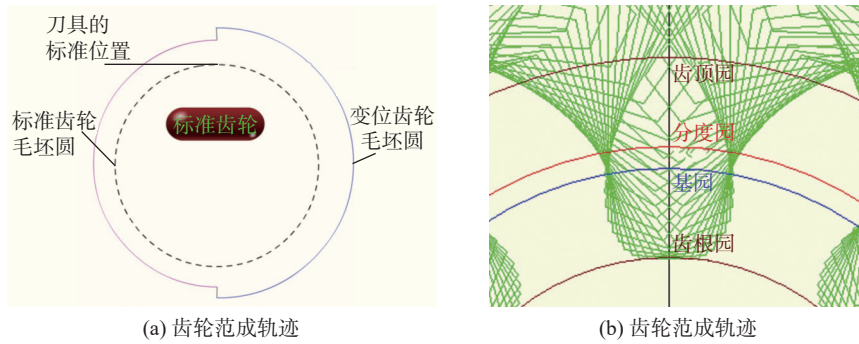 刀具的
标准位置
标准齿轮
标准齿轮
毛坯圆
变位齿轮
毛坯圆
(a) 齿轮范成轨迹
齿顶园
分度园
基园
齿根园
(b) 齿轮范成轨迹